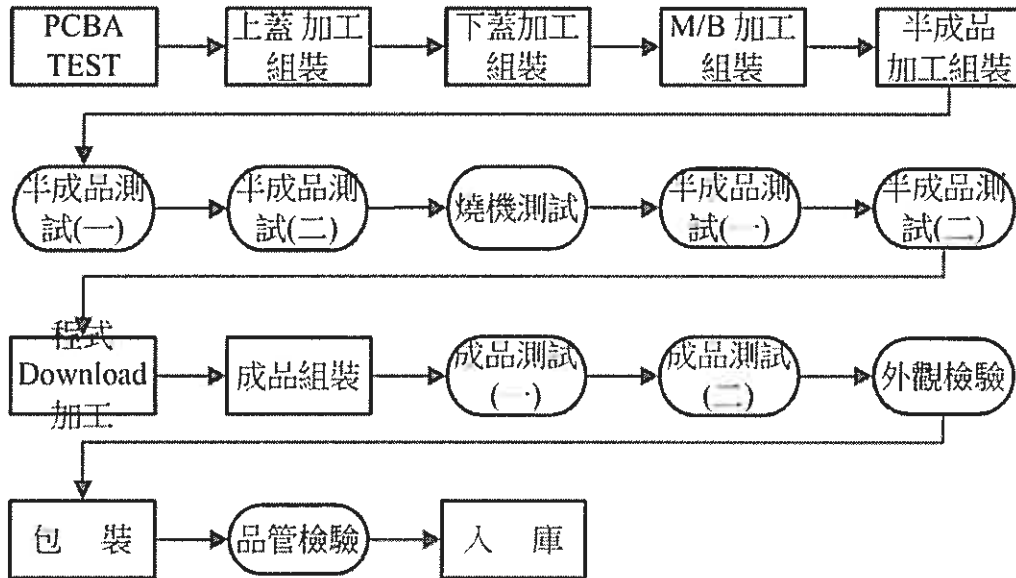 PCBA
TEST
上蓋 加工
組裝
下蓋加工
組裝
M/B 加工
組裝
半成品
加工組裝
半成品測
試(一)
半成品測
試(二)
燒機測試
半成品測
試(一)
半成品測
試(二)
程式
Download
加工
成品組裝
成品測試
(一)
成品測試
(二)
外觀檢驗
包 裝
品管檢驗
入 庫